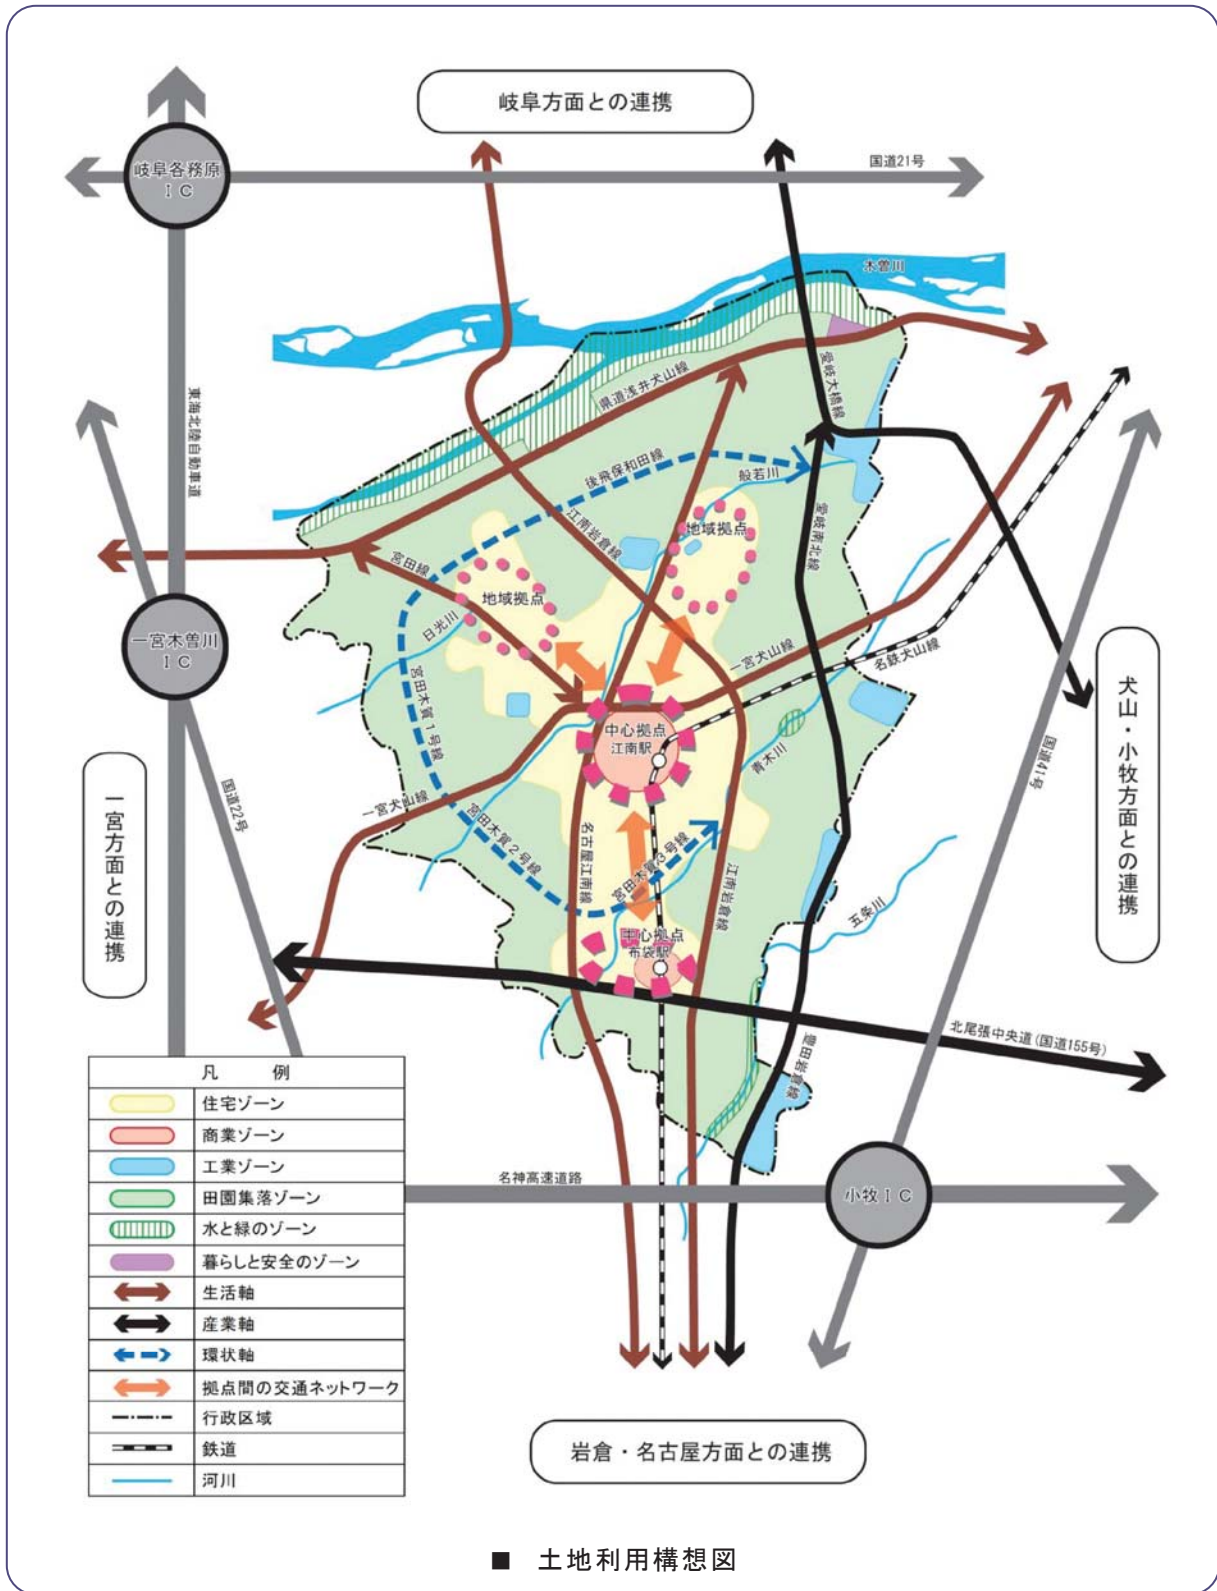 岐阜方面との連携
岐阜各務原
ＩＣ
国道21号
木曽川
東海北陸自動車道
県道浅井犬山線
愛岐大橋線
後飛保和田線
般若川
江南岩倉線
地域拠点
愛岐南北線
宮田線
地域拠点
日光川
一宮木曽川
ＩＣ
一宮犬山線
名鉄犬山線
宮田木賀1号線
中心拠点
江南駅
青木川
国道41号
犬山・小牧方面との連携
一宮方面との連携
国道22号
一宮犬山線
宮田木賀2号線
名古屋江南線
宮田木賀3号線
江南岩倉線
五条川
中心拠点
布袋駅
北尾張中央道(国道155号)
豊田岩倉線
凡　例
住宅ゾーン
商業ゾーン
工業ゾーン
田園集落ゾーン
水と緑のゾーン
暮らしと安全のゾーン
生活軸
産業軸
環状軸
拠点間の交通ネットワーク
行政区域
鉄道
河川
名神高速道路
小牧ＩＣ
岩倉・名古屋方面との連携
■　土地利用構想図